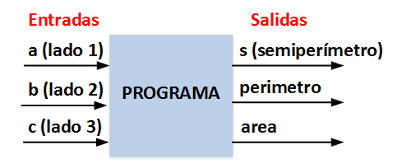 Entradas
Salidas
a (lado 1)
s (semiperímetro)
b (lado 2)
PROGRAMA
perimetro
c (lado 3)
area